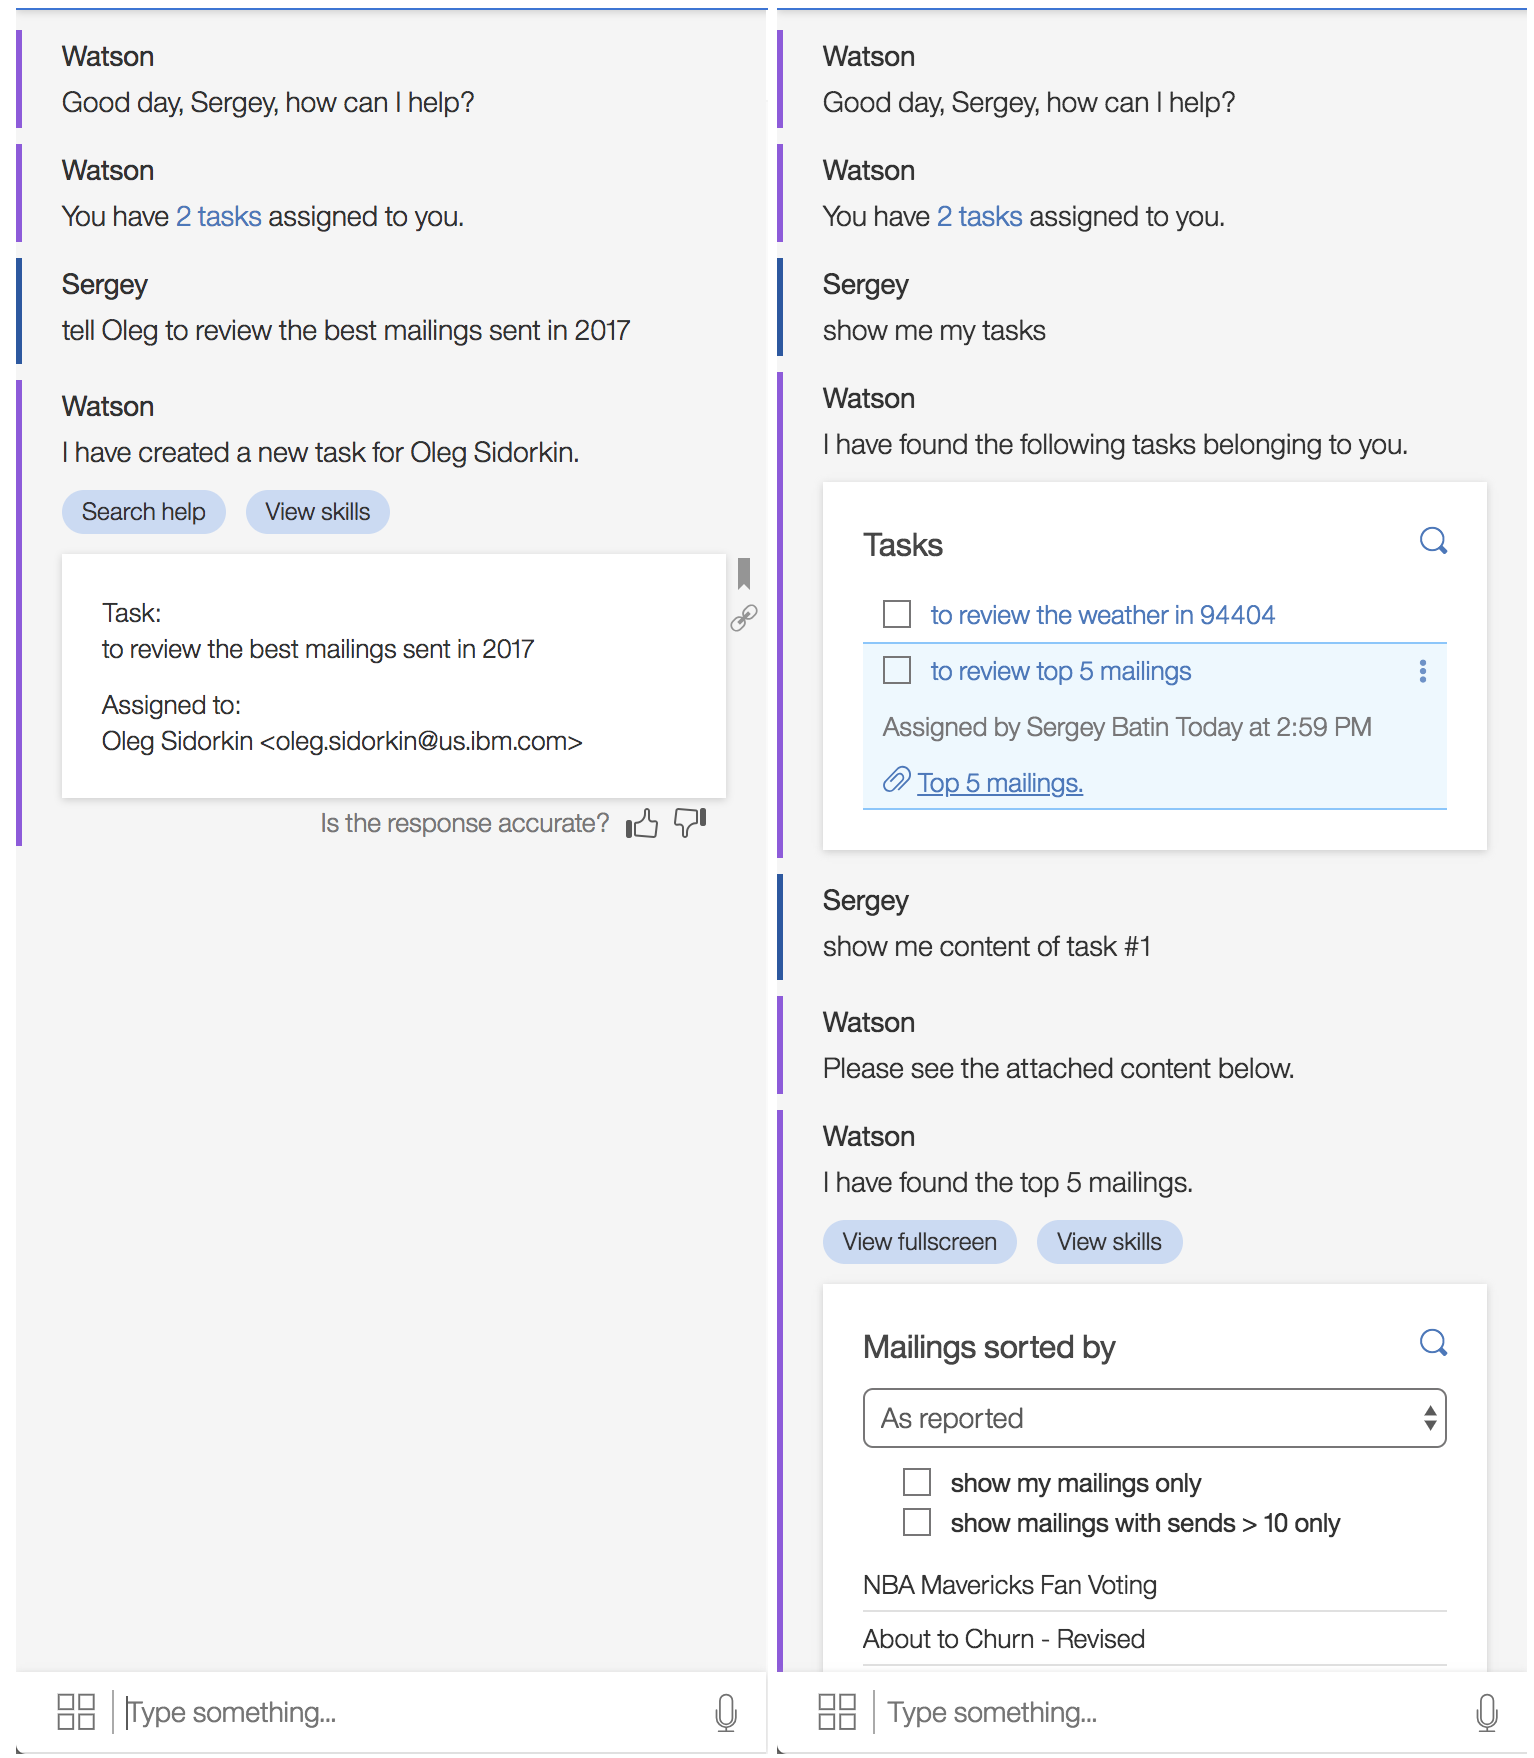 Watson
Good day, Sergey, how can I help?
Watson
You have 2 tasks assigned to you.
Sergey
tell Oleg to review the best mailings sent in 2017
Watson
I have created a new task for Oleg Sidorkin.
Search help
View skills
Task:
to review the best mailings sent in 2017
Assigned to:
Oleg Sidorkin <oleg.sidorkin@us.ibm.com>
Is the response accurate?
Type something...
Watson
Good day, Sergey, how can I help?
Watson
You have 2 tasks assigned to you.
Sergey
show me my tasks
Watson
I have found the following tasks belonging to you.
Tasks
to review the weather in 94404
to review top 5 mailings
Assigned by Sergey Batin Today at 2:59 PM
Top 5 mailings.
Sergey
show me content of task #1
Watson
Please see the attached content below.
Watson
I have found the top 5 mailings.
View fullscreen
View skills
Mailings sorted by
As reported
show my mailings only
show mailings with sends > 10 only
NBA Mavericks Fan Voting
About to Churn - Revised
Type something...